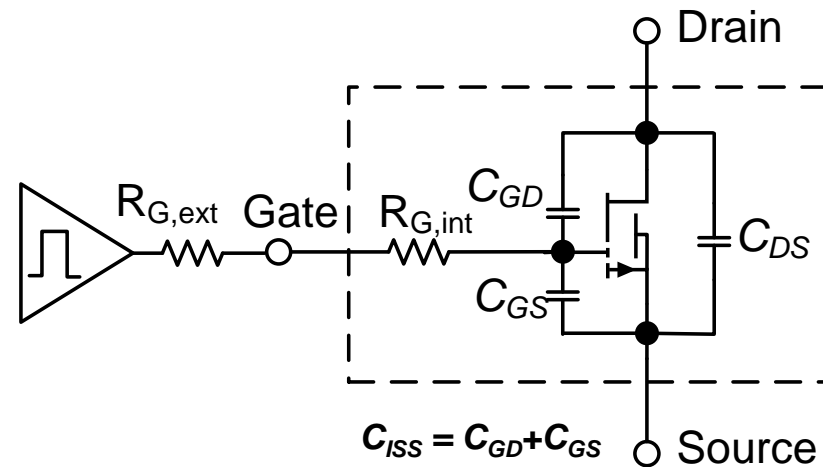 Drain
R_G,ext
Gate
R_G,int
C_GD
C_GS
C_DS
C_ISS = C_GD+C_GS
Source